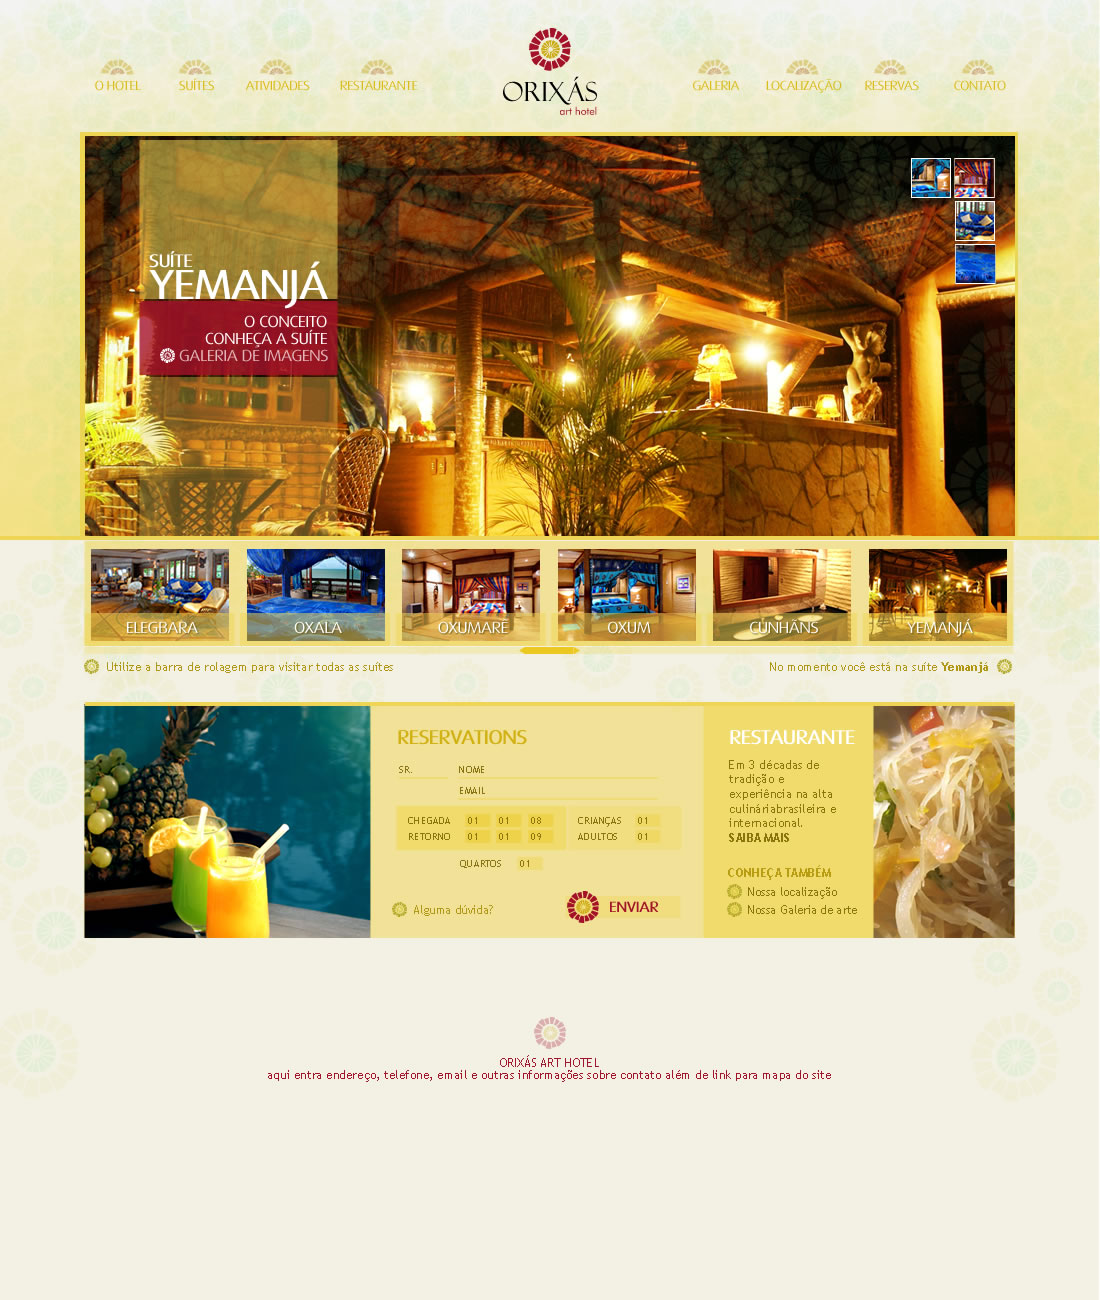 O HOTEL
SUÍTES
ATIVIDADES
RESTAURANTE
ORIXÁS
art hotel
GALERIA
LOCALIZAÇÃO
RESERVAS
CONTATO
SUÍTE
YEMANJÁ
O CONCEITO
CONHEÇA A SUÍTE
GALERIA DE IMAGENS
ELEGBARA
OXALA
OXUMARÉ
OXUM
CUNHÃNS
YEMANJÁ
Utilize a barra de rolagem para visitar todas as suítes
No momento você está na suíte Yemanjá
RESERVATIONS
SR. NOME
EMAIL
CHEGADA 01 01 08 CRIANÇAS 01
RETORNO 01 01 09 ADULTOS 01
QUARTOS 01
Alguma dúvida?
ENVIAR
RESTAURANTE
Em 3 décadas de
tradição e
experiência na alta
culináriabrasileira e
internacional.
SAIBA MAIS
CONHEÇA TAMBÉM
Nossa localização
Nossa Galeria de arte
ORIXÁS ART HOTEL
aqui entra endereço, telefone, email e outras informações sobre contato além de link para mapa do site